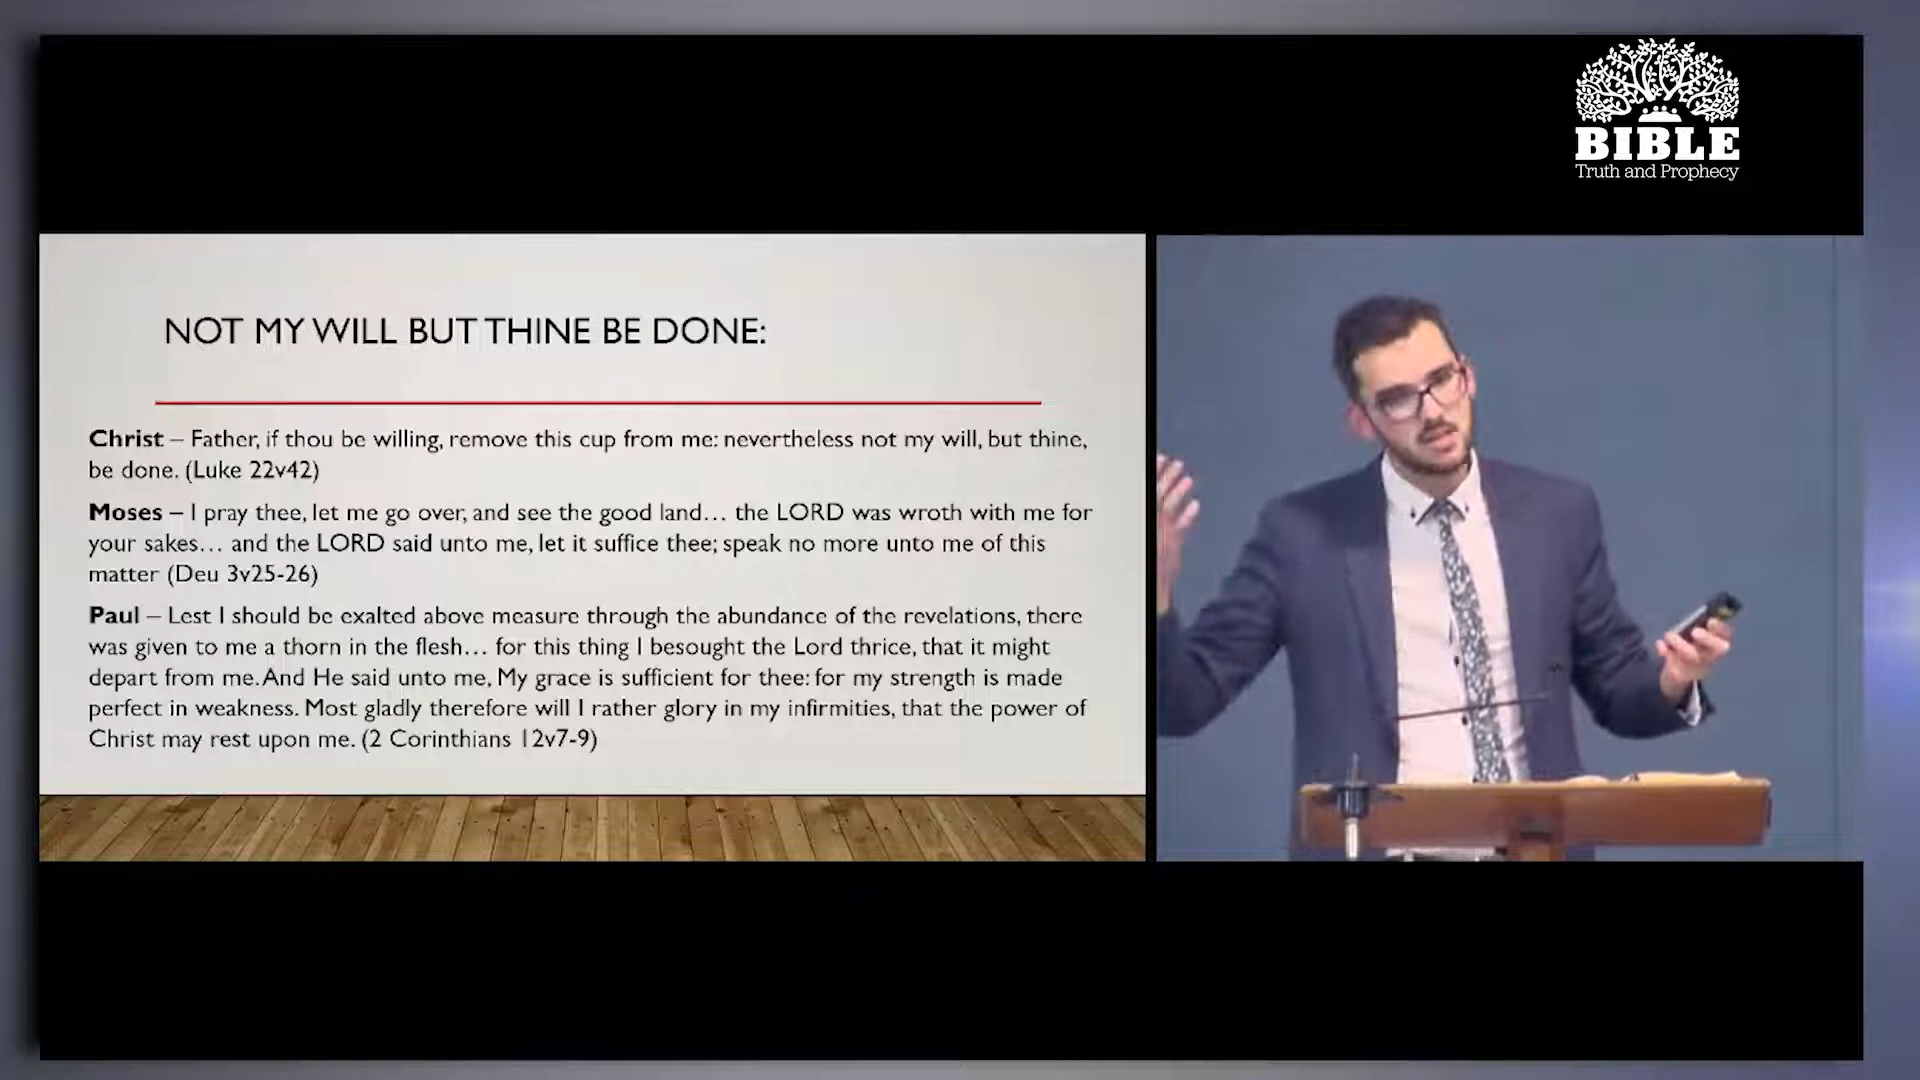 BIBLE
Truth and Prophecy
NOT MY WILL BUT THINE BE DONE:
Christ – Father, if thou be willing, remove this cup from me: nevertheless not my will, but thine,
be done. (Luke 22v42)
Moses – I pray thee, let me go over, and see the good land… the LORD was wroth with me for
your sakes… and the LORD said unto me, let it suffice thee; speak no more unto me of this
matter (Deu 3v25-26)
Paul – Lest I should be exalted above measure through the abundance of the revelations, there
was given to me a thorn in the flesh… for this thing I besought the Lord thrice, that it might
depart from me. And He said unto me, My grace is sufficient for thee: for my strength is made
perfect in weakness. Most gladly therefore will I rather glory in my infirmities, that the power of
Christ may rest upon me. (2 Corinthians 12v7-9)